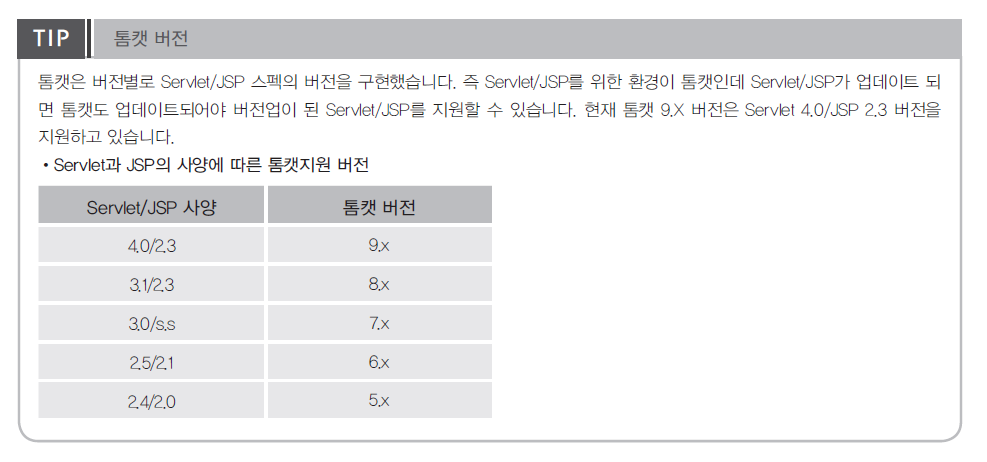 TIP 톰캣 버전
톰캣은 버전별로 Servlet/JSP 스펙의 버전을 구현했습니다. 즉 Servlet/JSP를 위한 환경이 톰캣인데 Servlet/JSP가 업데이트 되
면 톰캣도 업데이트되어야 버전업이 된 Servlet/JSP를 지원할 수 있습니다. 현재 톰캣 9.X 버전은 Servlet 4.0/JSP 2.3 버전을
지원하고 있습니다.
• Servlet과 JSP의 사양에 따른 톰캣지원 버전
Servlet/JSP 사양 톰캣 버전
4.0/2.3 9.x
3.1/2.3 8.x
3.0/s.s 7.x
2.5/2.1 6.x
2.4/2.0 5.x